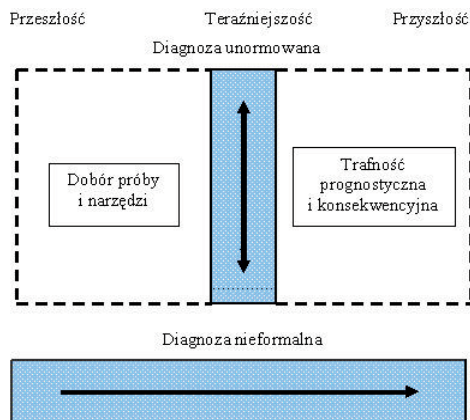 Przeszłość Teraźniejszość Przyszłość
Diagnoza unormowana
Dobór próby
i narzędzi
Trafność
prognostyczna
i konsekwencyjna
Diagnoza nieformalna